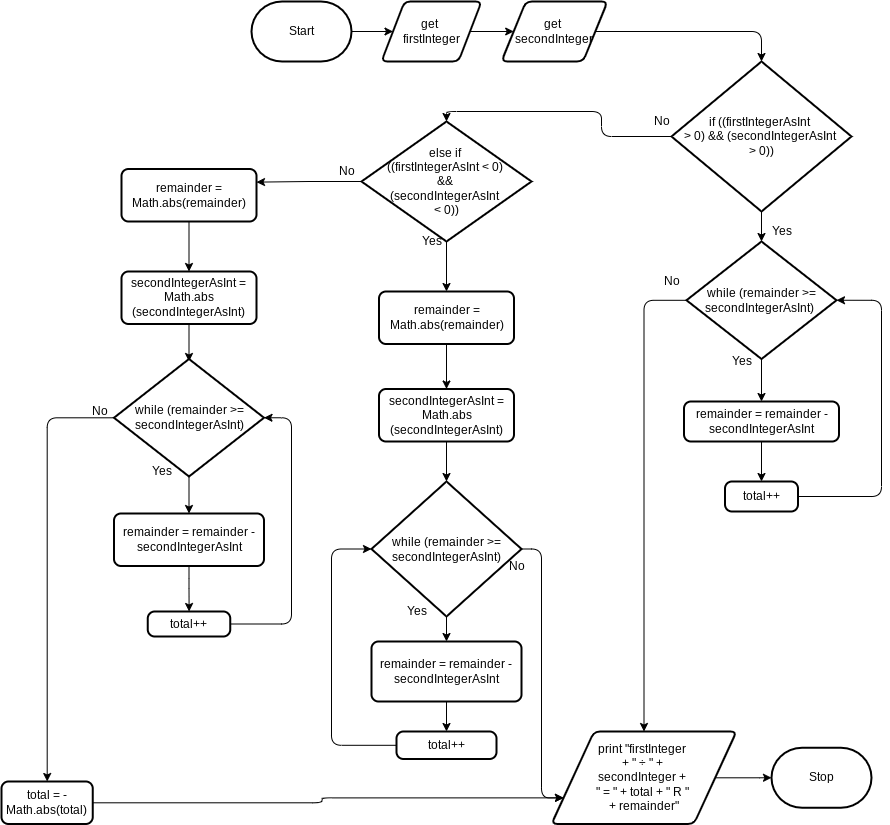 Start
get
firstInteger
get
secondInteger
if ((firstIntegerAsInt
> 0) && (secondIntegerAsInt
> 0))
No
Yes
else if
((firstIntegerAsInt < 0)
&&
(secondIntegerAsInt
< 0))
No
Yes
remainder =
Math.abs(remainder)
secondIntegerAsInt =
Math.abs
(secondIntegerAsInt)
while (remainder >=
secondIntegerAsInt)
No
Yes
remainder = remainder -
secondIntegerAsInt
total++
total = -
Math.abs(total)
remainder =
Math.abs(remainder)
secondIntegerAsInt =
Math.abs
(secondIntegerAsInt)
while (remainder >=
secondIntegerAsInt)
No
Yes
remainder = remainder -
secondIntegerAsInt
total++
while (remainder >=
secondIntegerAsInt)
No
Yes
remainder = remainder -
secondIntegerAsInt
total++
print "firstInteger
+ " ÷ " +
secondInteger +
" = " + total + " R "
+ remainder"
Stop